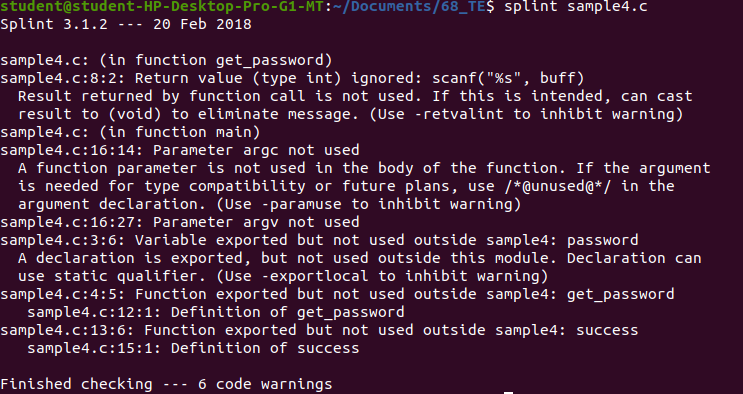 student@student-HP-Desktop-Pro-G1-MT:~/Documents/68_TE$ splint sample4.c
Splint 3.1.2 --- 20 Feb 2018

sample4.c: (in function get_password)
sample4.c:8:2: Return value (type int) ignored: scanf("%s", buff)
  Result returned by function call is not used. If this is intended, can cast
  result to (void) to eliminate message. (Use -retvalint to inhibit warning)
sample4.c: (in function main)
sample4.c:16:14: Parameter argc not used
  A function parameter is not used in the body of the function. If the argument
  is needed for type compatibility or future plans, use /*@unused@*/ in the
  argument declaration. (Use -paramuse to inhibit warning)
sample4.c:16:27: Parameter argv not used
sample4.c:3:6: Variable exported but not used outside sample4: password
  A declaration is exported, but not used outside this module. Declaration can
  use static qualifier. (Use -exportlocal to inhibit warning)
sample4.c:4:5: Function exported but not used outside sample4: get_password
   sample4.c:12:1: Definition of get_password
sample4.c:13:6: Function exported but not used outside sample4: success
   sample4.c:15:1: Definition of success

Finished checking --- 6 code warnings